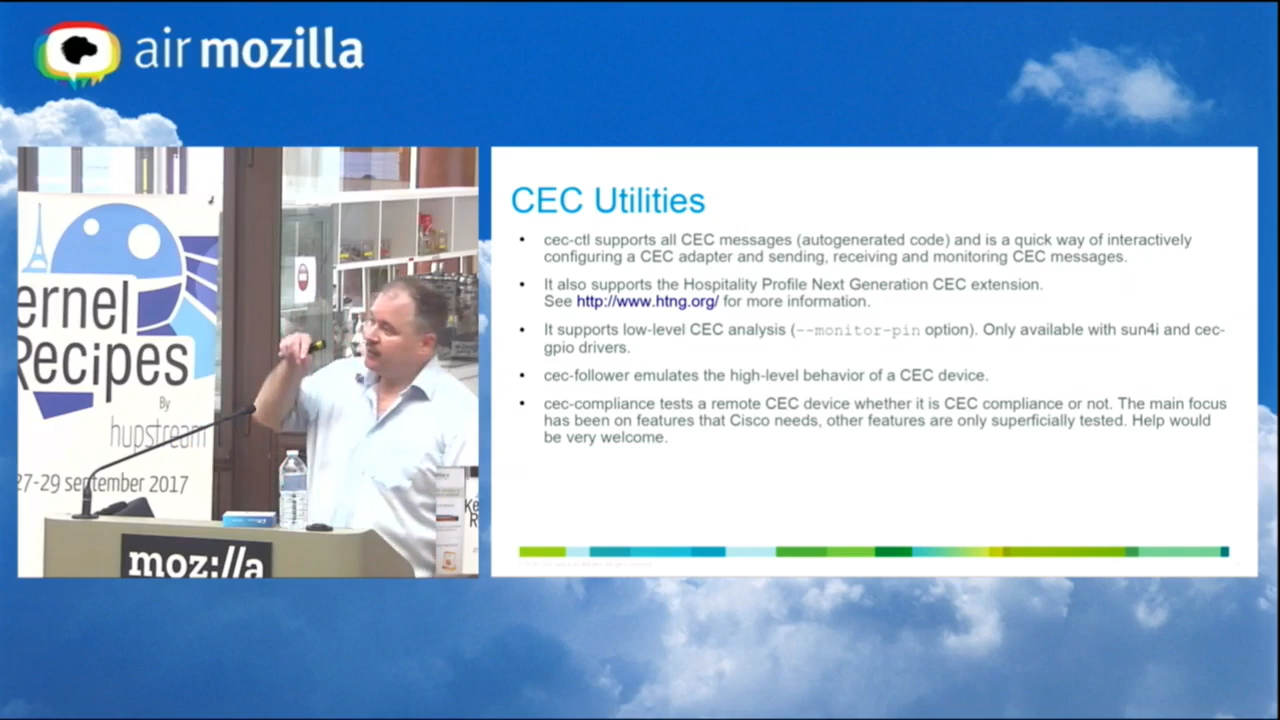 air mozilla
ernel
Recipes
By
hupstream
27-29 september 2017
moz://a
CEC Utilities
• cec-ctl supports all CEC messages (autogenerated code) and is a quick way of interactively
configuring a CEC adapter and sending, receiving and monitoring CEC messages.
• It also supports the Hospitality Profile Next Generation CEC extension.
See http://www.htng.org/ for more information.
• It supports low-level CEC analysis (--monitor-pin option). Only available with sun4i and cec-
gpio drivers.
• cec-follower emulates the high-level behavior of a CEC device.
• cec-compliance tests a remote CEC device whether it is CEC compliance or not. The main focus
has been on features that Cisco needs, other features are only superficially tested. Help would
be very welcome.